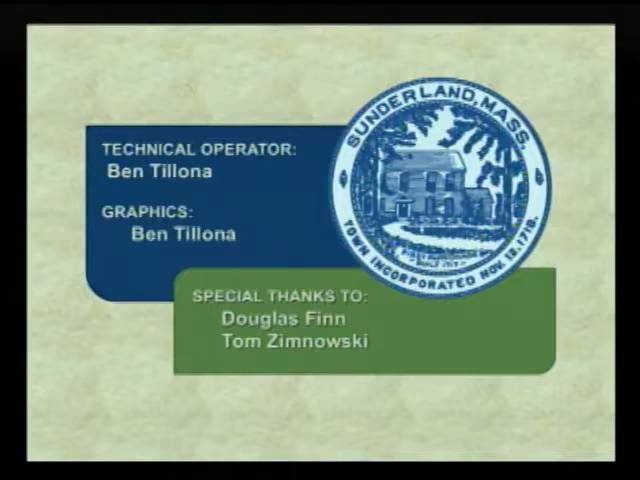 TECHNICAL OPERATOR:
Ben Tillona
GRAPHICS:
Ben Tillona
SPECIAL THANKS TO:
Douglas Finn
Tom Zimnowski
SUNDERLAND, MASS.
TOWN INCORPORATED NOV. 12, 1718.